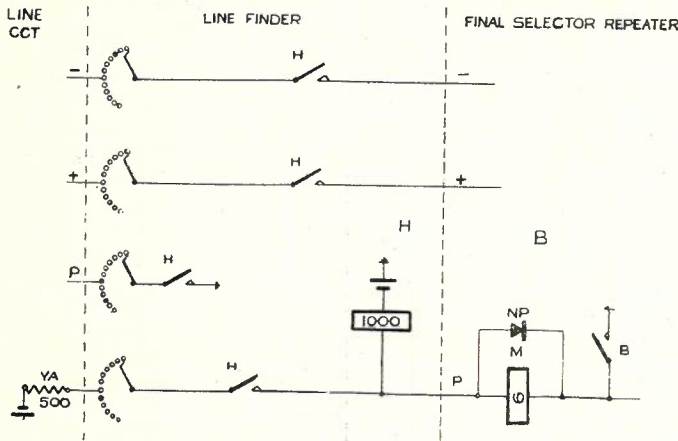 LINE CCT
LINE FINDER
FINAL SELECTOR REPEATER
H
−
−
H
+
+
H
B
P
H
1000
NP
M
B
YA
500
H
P
6